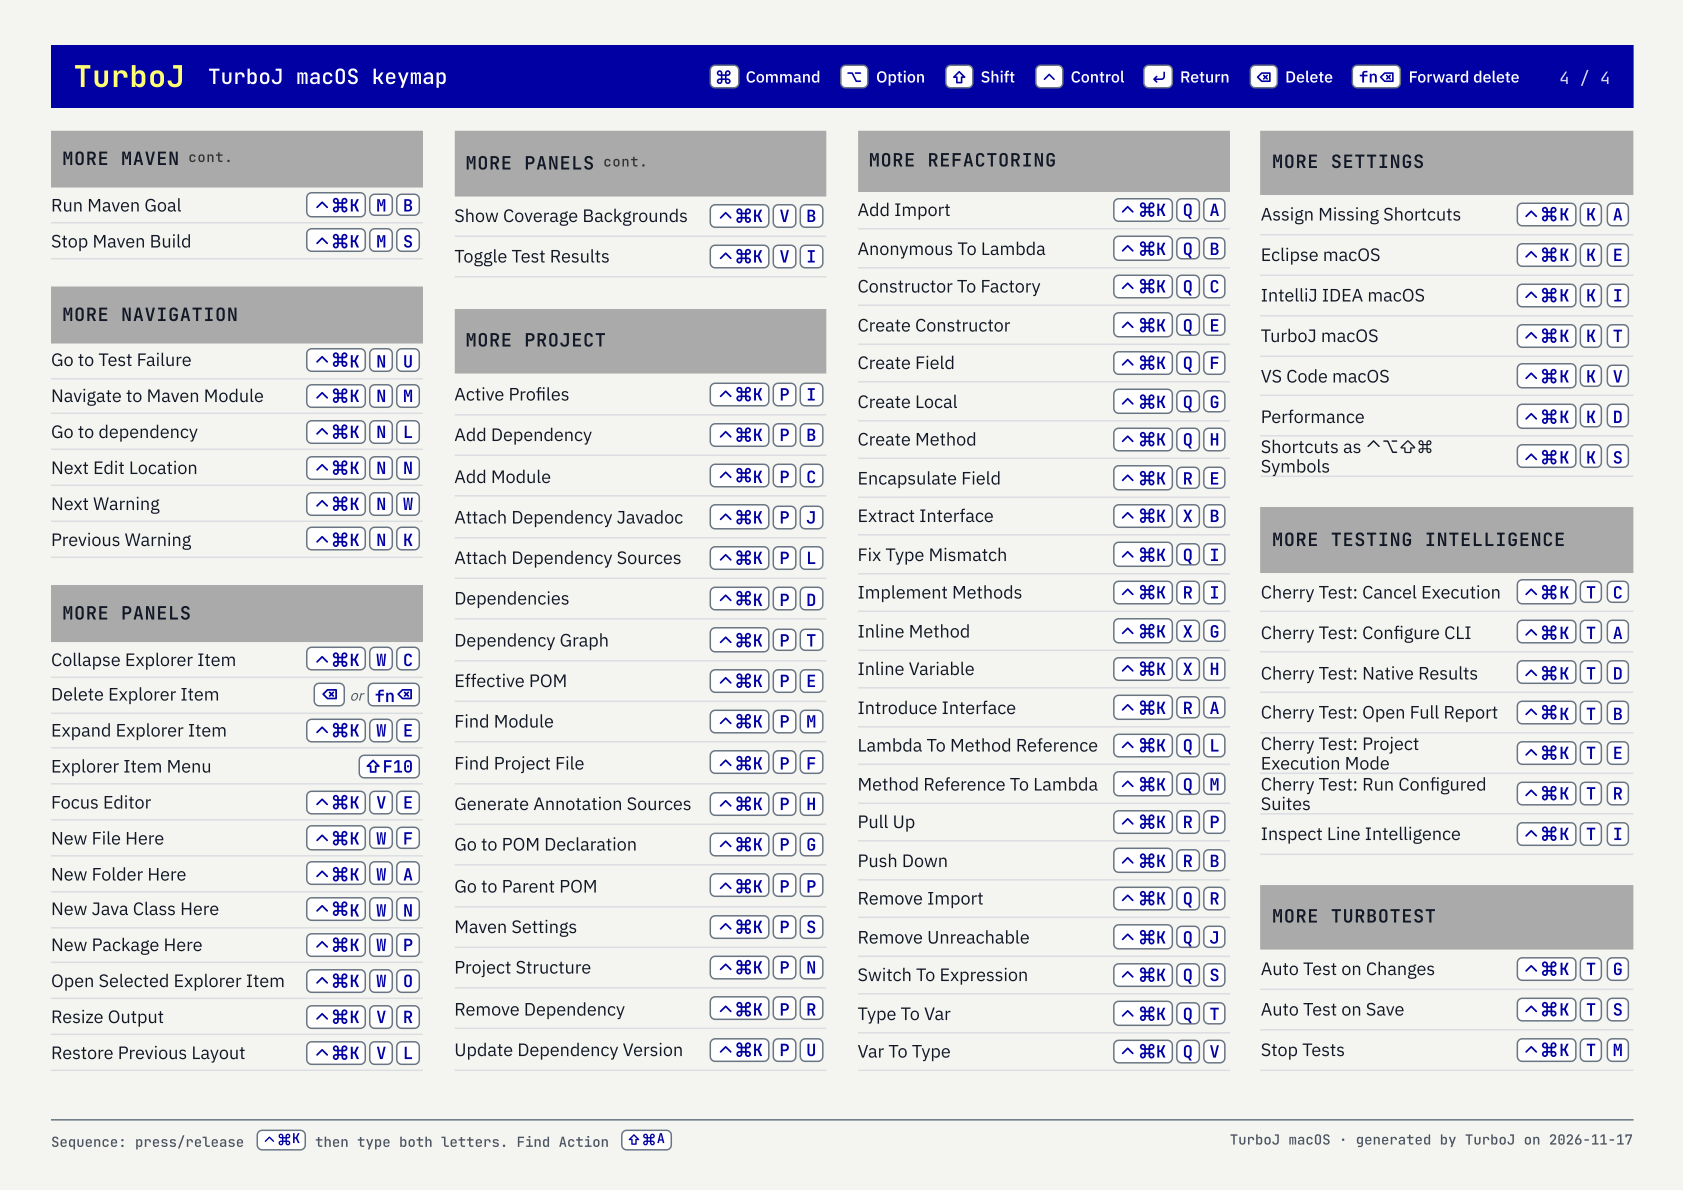 TurboJ TurboJ macOS keymap ⌘ Command ⌥ Option ⇧ Shift ⌃ Control ↵ Return ⌫ Delete fn⌫ Forward delete 4 / 4
MORE MAVEN cont.
Run Maven Goal ⌃⌘K M B
Stop Maven Build ⌃⌘K M S
MORE NAVIGATION
Go to Test Failure ⌃⌘K N U
Navigate to Maven Module ⌃⌘K N M
Go to dependency ⌃⌘K N L
Next Edit Location ⌃⌘K N N
Next Warning ⌃⌘K N W
Previous Warning ⌃⌘K N K
MORE PANELS
Collapse Explorer Item ⌃⌘K W C
Delete Explorer Item ⌫ or fn⌫
Expand Explorer Item ⌃⌘K W E
Explorer Item Menu ⇧F10
Focus Editor ⌃⌘K V E
New File Here ⌃⌘K W F
New Folder Here ⌃⌘K W A
New Java Class Here ⌃⌘K W N
New Package Here ⌃⌘K W P
Open Selected Explorer Item ⌃⌘K W O
Resize Output ⌃⌘K V R
Restore Previous Layout ⌃⌘K V L
MORE PANELS cont.
Show Coverage Backgrounds ⌃⌘K V B
Toggle Test Results ⌃⌘K V I
MORE PROJECT
Active Profiles ⌃⌘K P I
Add Dependency ⌃⌘K P B
Add Module ⌃⌘K P C
Attach Dependency Javadoc ⌃⌘K P J
Attach Dependency Sources ⌃⌘K P L
Dependencies ⌃⌘K P D
Dependency Graph ⌃⌘K P T
Effective POM ⌃⌘K P E
Find Module ⌃⌘K P M
Find Project File ⌃⌘K P F
Generate Annotation Sources ⌃⌘K P H
Go to POM Declaration ⌃⌘K P G
Go to Parent POM ⌃⌘K P P
Maven Settings ⌃⌘K P S
Project Structure ⌃⌘K P N
Remove Dependency ⌃⌘K P R
Update Dependency Version ⌃⌘K P U
MORE REFACTORING
Add Import ⌃⌘K Q A
Anonymous To Lambda ⌃⌘K Q B
Constructor To Factory ⌃⌘K Q C
Create Constructor ⌃⌘K Q E
Create Field ⌃⌘K Q F
Create Local ⌃⌘K Q G
Create Method ⌃⌘K Q H
Encapsulate Field ⌃⌘K R E
Extract Interface ⌃⌘K X B
Fix Type Mismatch ⌃⌘K Q I
Implement Methods ⌃⌘K R I
Inline Method ⌃⌘K X G
Inline Variable ⌃⌘K X H
Introduce Interface ⌃⌘K R A
Lambda To Method Reference ⌃⌘K Q L
Method Reference To Lambda ⌃⌘K Q M
Pull Up ⌃⌘K R P
Push Down ⌃⌘K R B
Remove Import ⌃⌘K Q R
Remove Unreachable ⌃⌘K Q J
Switch To Expression ⌃⌘K Q S
Type To Var ⌃⌘K Q T
Var To Type ⌃⌘K Q V
MORE SETTINGS
Assign Missing Shortcuts ⌃⌘K K A
Eclipse macOS ⌃⌘K K E
IntelliJ IDEA macOS ⌃⌘K K I
TurboJ macOS ⌃⌘K K T
VS Code macOS ⌃⌘K K V
Performance ⌃⌘K K D
Shortcuts as ⌃⌥⇧⌘
Symbols ⌃⌘K K S
MORE TESTING INTELLIGENCE
Cherry Test: Cancel Execution ⌃⌘K T C
Cherry Test: Configure CLI ⌃⌘K T A
Cherry Test: Native Results ⌃⌘K T D
Cherry Test: Open Full Report ⌃⌘K T B
Cherry Test: Project
Execution Mode ⌃⌘K T E
Cherry Test: Run Configured
Suites ⌃⌘K T R
Inspect Line Intelligence ⌃⌘K T I
MORE TURBOTEST
Auto Test on Changes ⌃⌘K T G
Auto Test on Save ⌃⌘K T S
Stop Tests ⌃⌘K T M
Sequence: press/release ⌃⌘K then type both letters. Find Action ⇧⌘A
TurboJ macOS · generated by TurboJ on 2026-11-17